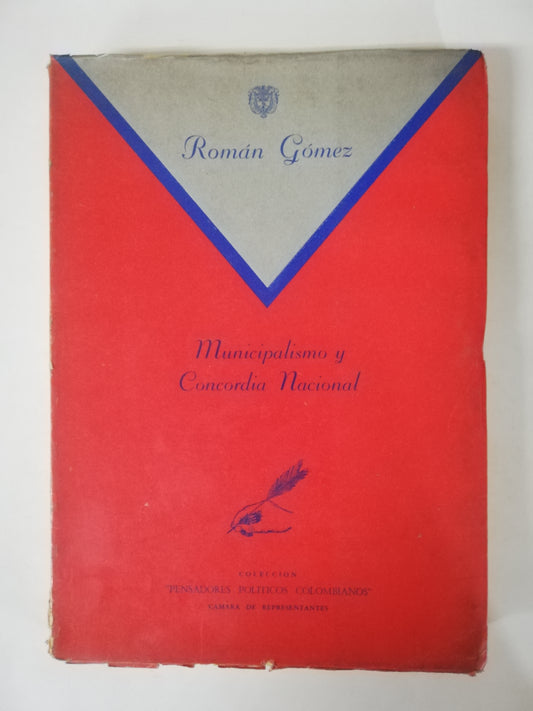 Román Gómez
Municipalismo y
Concordia Nacional
COLECCION
"PENSADORES POLITICOS COLOMBIANOS"
CAMARA DE REPRESENTANTES